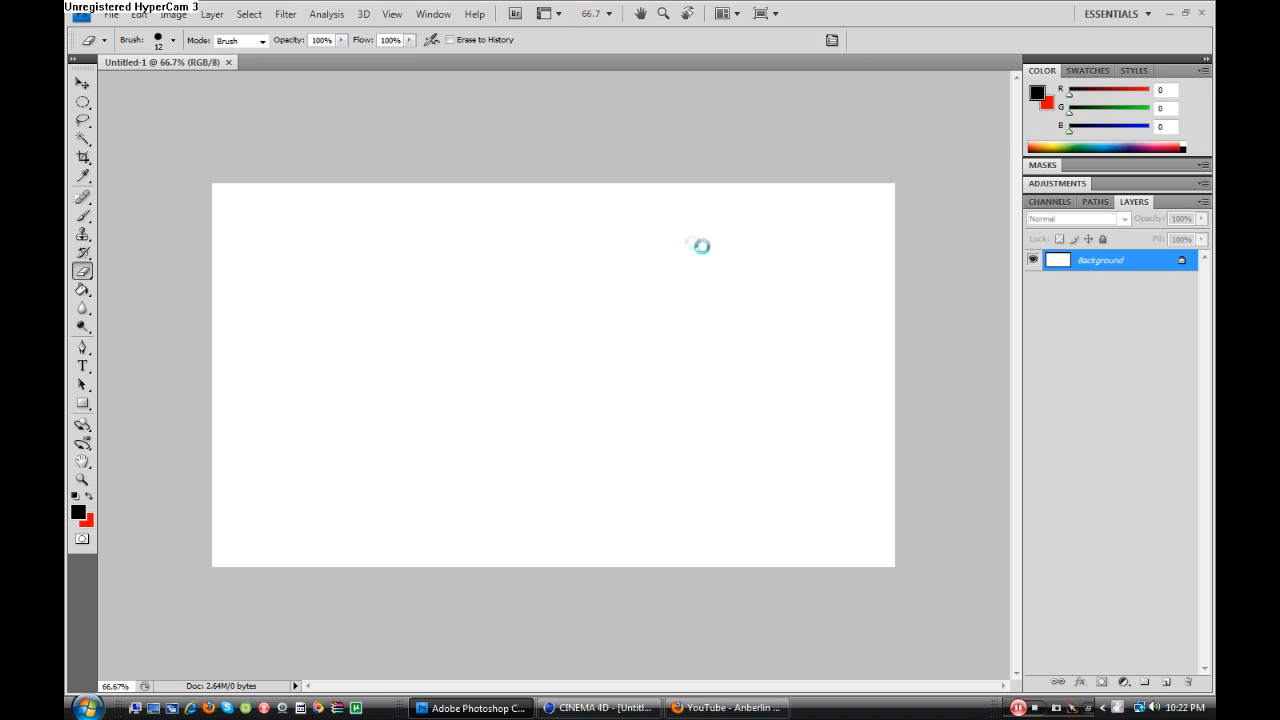 Unregistered HyperCam 3
File Edit Image Layer Select Filter Analysis 3D View Window Help Br 66.7 ESSENTIALS
Brush: 12 Mode: Brush Opacity: 100% Flow: 100% Erase to History
Untitled-1 @ 66.7% (RGB/8)
COLOR SWATCHES STYLES
R 0
G 0
B 0
MASKS
ADJUSTMENTS
CHANNELS PATHS LAYERS
Normal Opacity: 100%
Lock: Fill: 100%
Background
T
66.67% Doc: 2.64M/0 bytes
Ps Adobe Photoshop C... CINEMA 4D - [Untitl... YouTube - Anberlin ... 10:22 PM